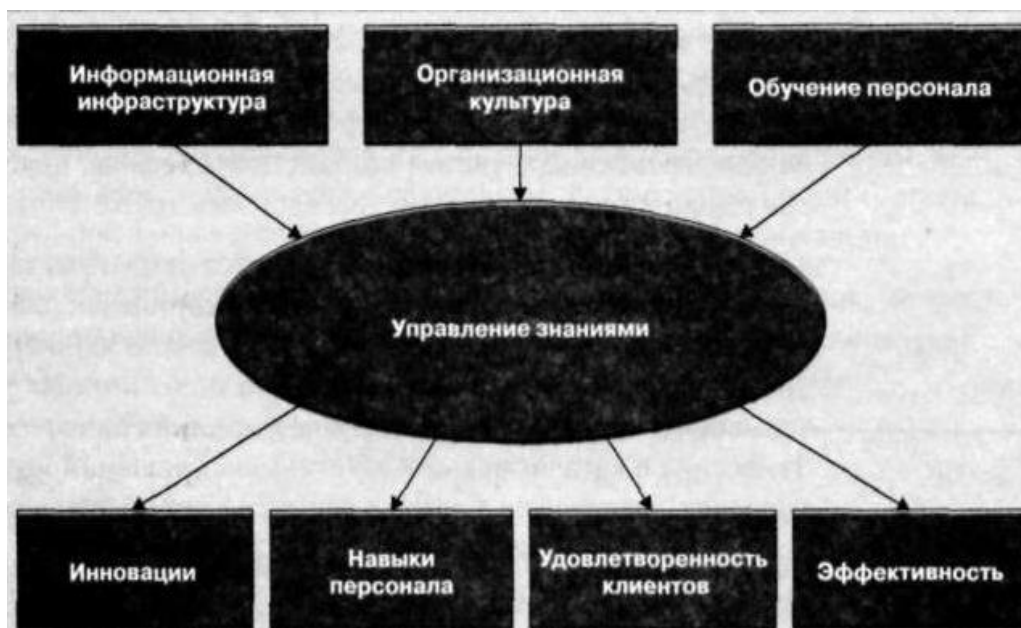 Информационная
инфраструктура
Организационная
культура
Обучение персонала
Управление знаниями
Инновации
Навыки
персонала
Удовлетворенность
клиентов
Эффективность